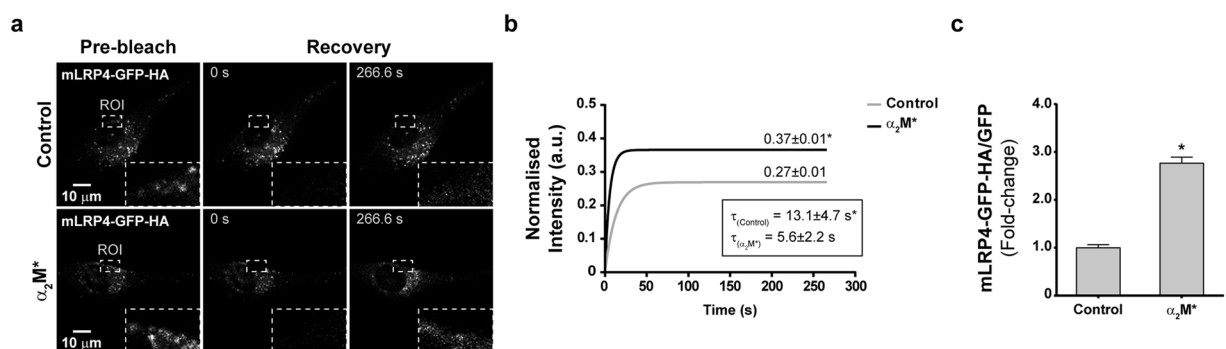 a
Pre-bleach
Recovery
Control
mLRP4-GFP-HA
ROI
10 μm
0 s
266.6 s
α₂M*
mLRP4-GFP-HA
ROI
10 μm
0 s
266.6 s
b
Normalised
Intensity (a.u.)
0.5
0.4
0.3
0.2
0.1
0
0 50 100 150 200 250 300
Time (s)
0.37±0.01*
0.27±0.01
τ(Control) = 13.1±4.7 s*
τ(α₂M*) = 5.6±2.2 s
Control
α₂M*
c
mLRP4-GFP-HA/GFP
(Fold-change)
4.0
3.0
2.0
1.0
0.0
*
Control
α₂M*